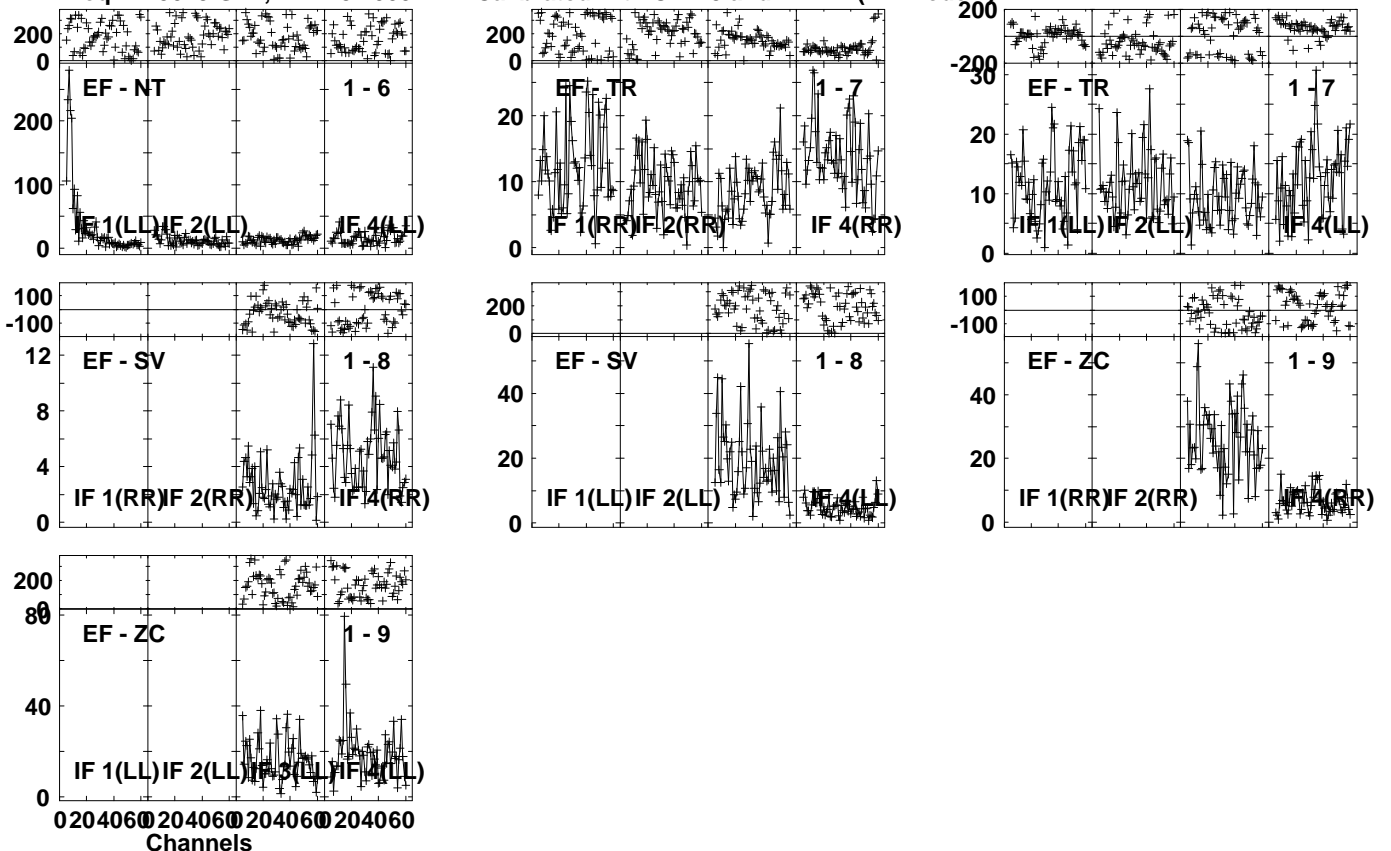 200
0
EF - NT
1 - 6
200
100
0
IF 1(LL)
IF 2(LL)
IF 4(LL)
200
0
EF - TR
1 - 7
20
10
0
IF 1(RR)
IF 2(RR)
IF 4(RR)
200
-200
EF - TR
1 - 7
30
20
10
0
IF 1(LL)
IF 2(LL)
IF 4(LL)
100
-100
EF - SV
1 - 8
12
8
4
0
IF 1(RR)
IF 2(RR)
IF 4(RR)
200
0
EF - SV
1 - 8
40
20
0
IF 1(LL)
IF 2(LL)
IF 4(LL)
100
-100
EF - ZC
1 - 9
40
20
0
IF 1(RR)
IF 2(RR)
IF 4(RR)
200
0
80
EF - ZC
1 - 9
40
0
IF 1(LL)
IF 2(LL)
IF 3(LL)
IF 4(LL)
0 20 40 60 0 20 40 60 0 20 40 60 0 20 40 60
Channels